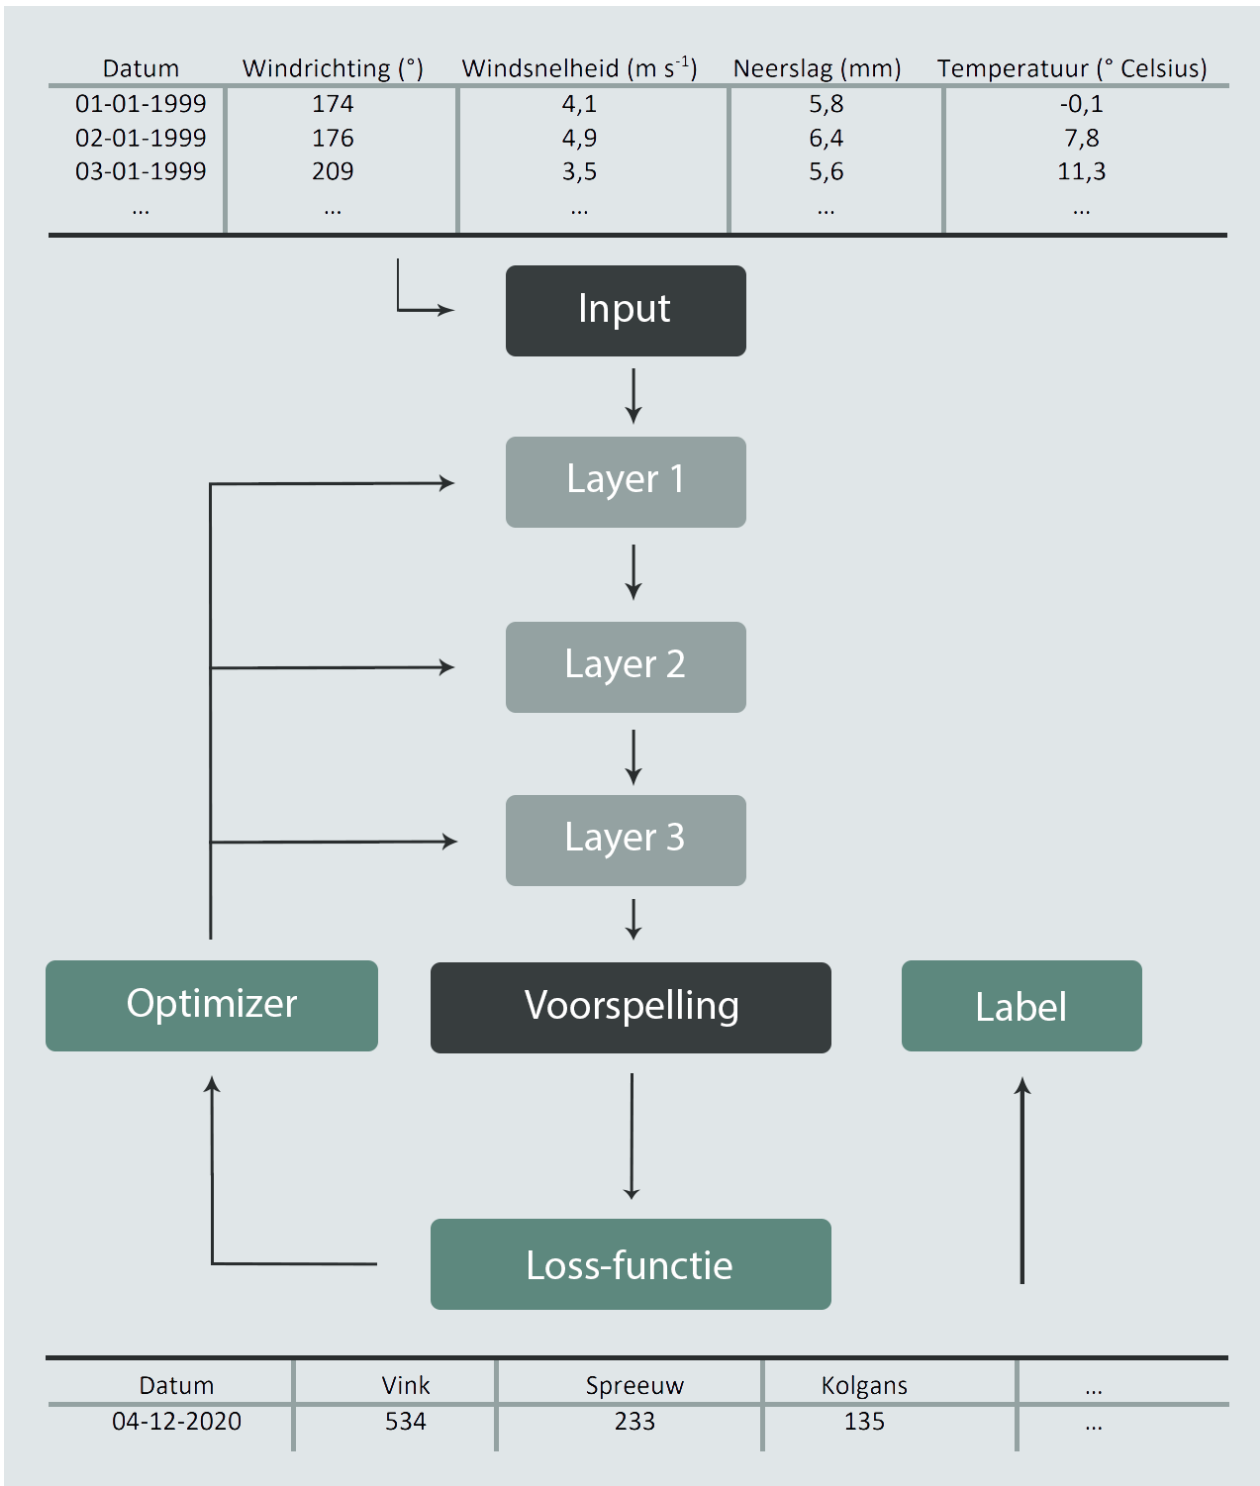 Datum Windrichting (°) Windsnelheid (m s⁻¹) Neerslag (mm) Temperatuur (° Celsius)
01-01-1999 174 4,1 5,8 -0,1
02-01-1999 176 4,9 6,4 7,8
03-01-1999 209 3,5 5,6 11,3
... ... ... ... ...
Input
Layer 1
Layer 2
Layer 3
Optimizer Voorspelling Label
Loss-functie
Datum Vink Spreeuw Kolgans ...
04-12-2020 534 233 135 ...